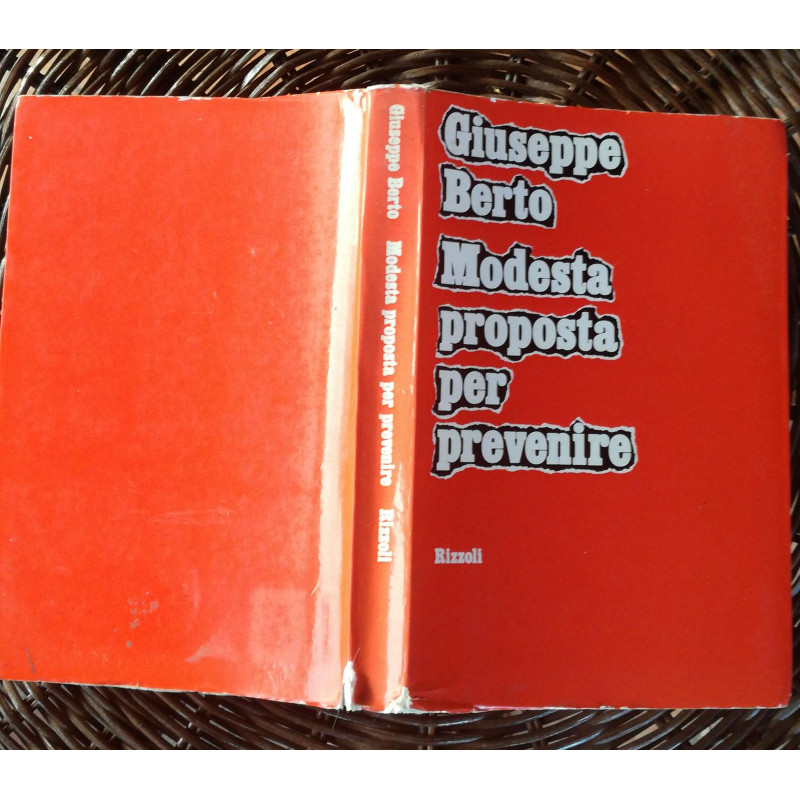 Giuseppe Berto Modesta proposta per prevenire Rizzoli
Giuseppe
Berto
Modesta
proposta
per
prevenire
Rizzoli